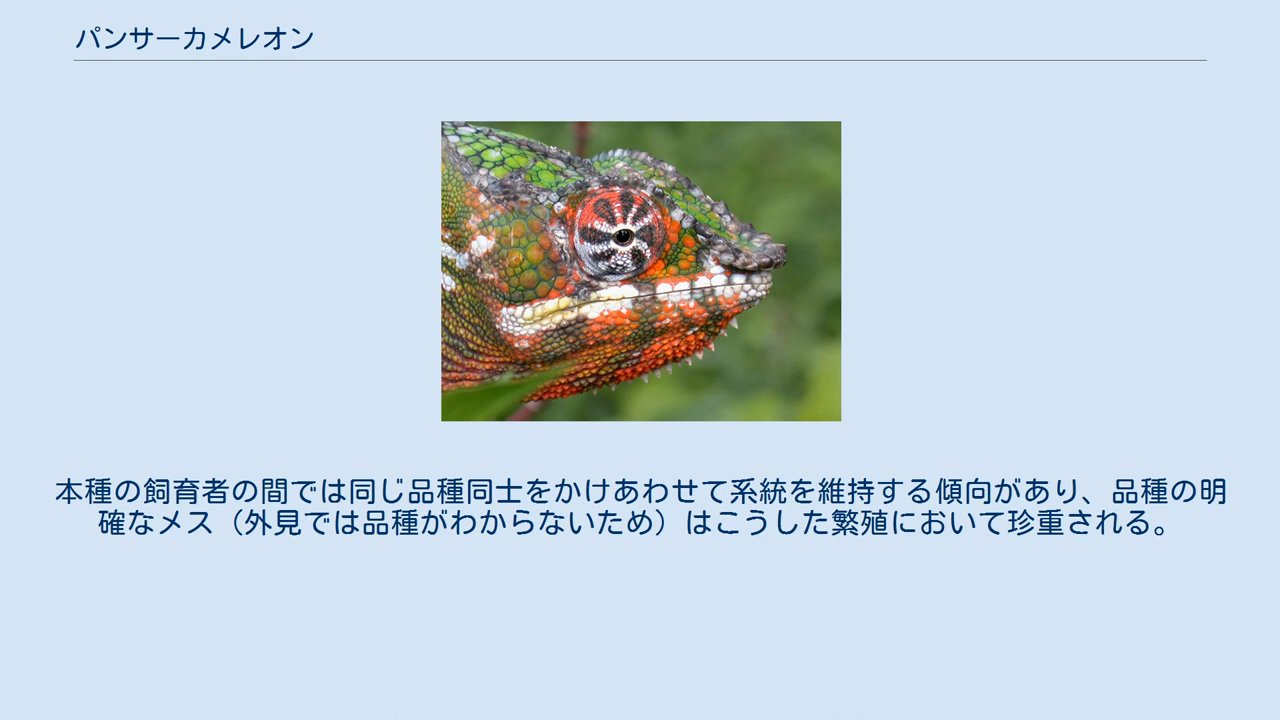 パンサーカメレオン
本種の飼育者の間では同じ品種同士をかけあわせて系統を維持する傾向があり、品種の明
確なメス（外見では品種がわからないため）はこうした繁殖において珍重される。